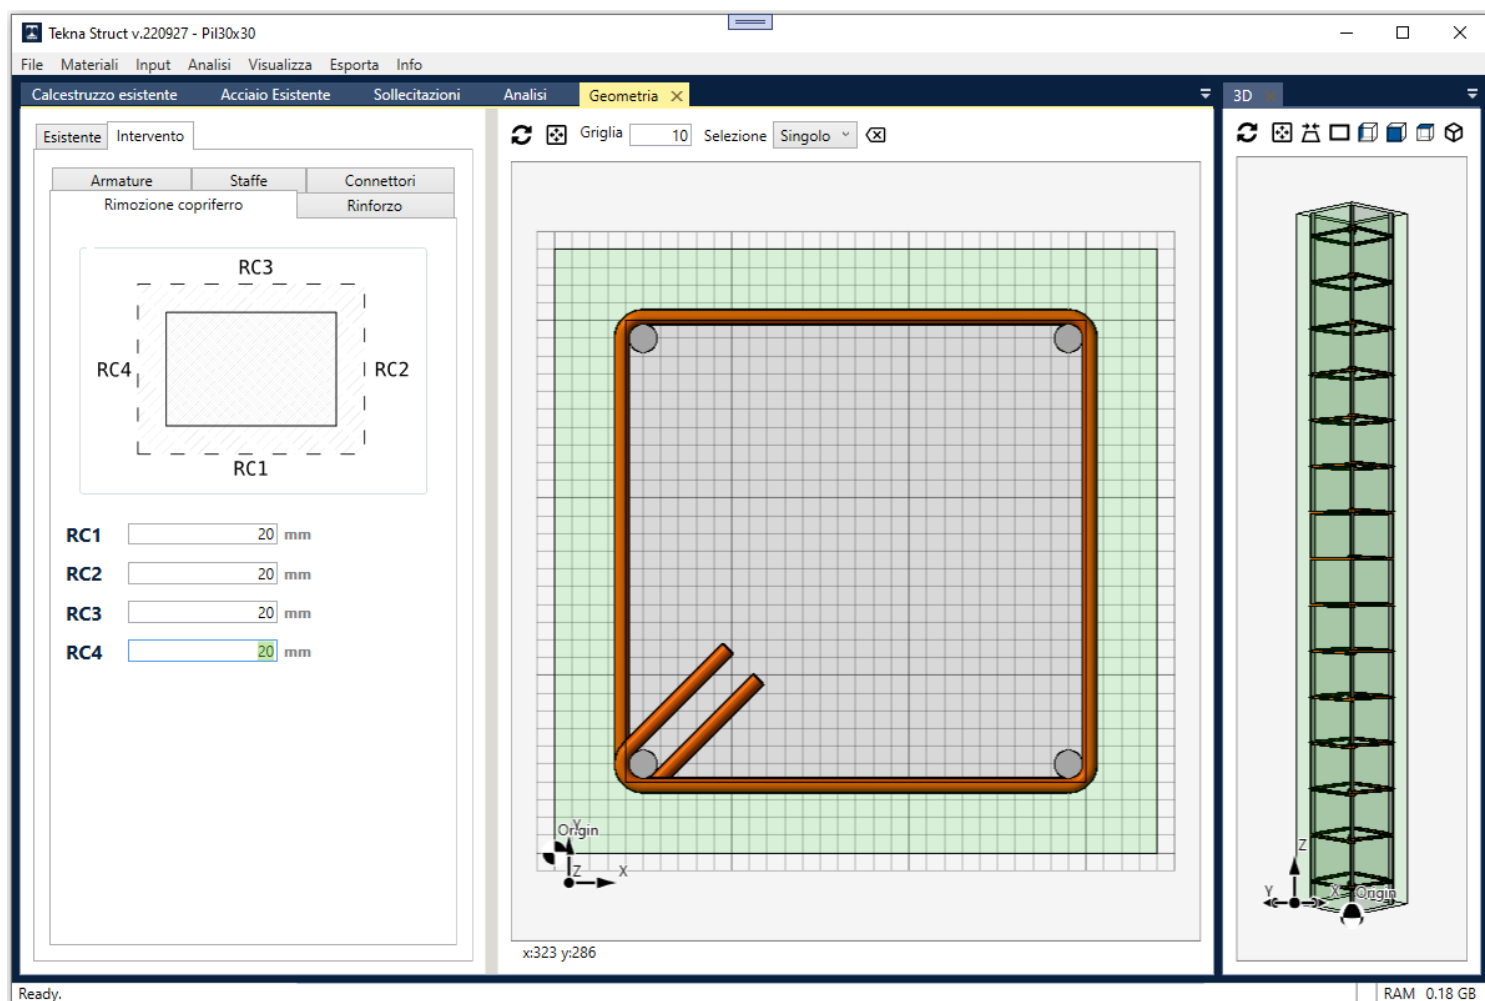 Tekna Struct v.220927 - Pil30x30
File Materiali Input Analisi Visualizza Esporta Info
Calcestruzzo esistente Acciaio Esistente Sollecitazioni Analisi Geometria
3D
Esistente Intervento
Griglia 10 Selezione Singolo
Armature Staffe Connettori
Rimozione copriferro Rinforzo
RC3
RC4 RC2
RC1
RC1 20 mm
RC2 20 mm
RC3 20 mm
RC4 20 mm
Origin
Y
Z X
x:323 y:286
Z
Y X Origin
Ready. RAM 0.18 GB